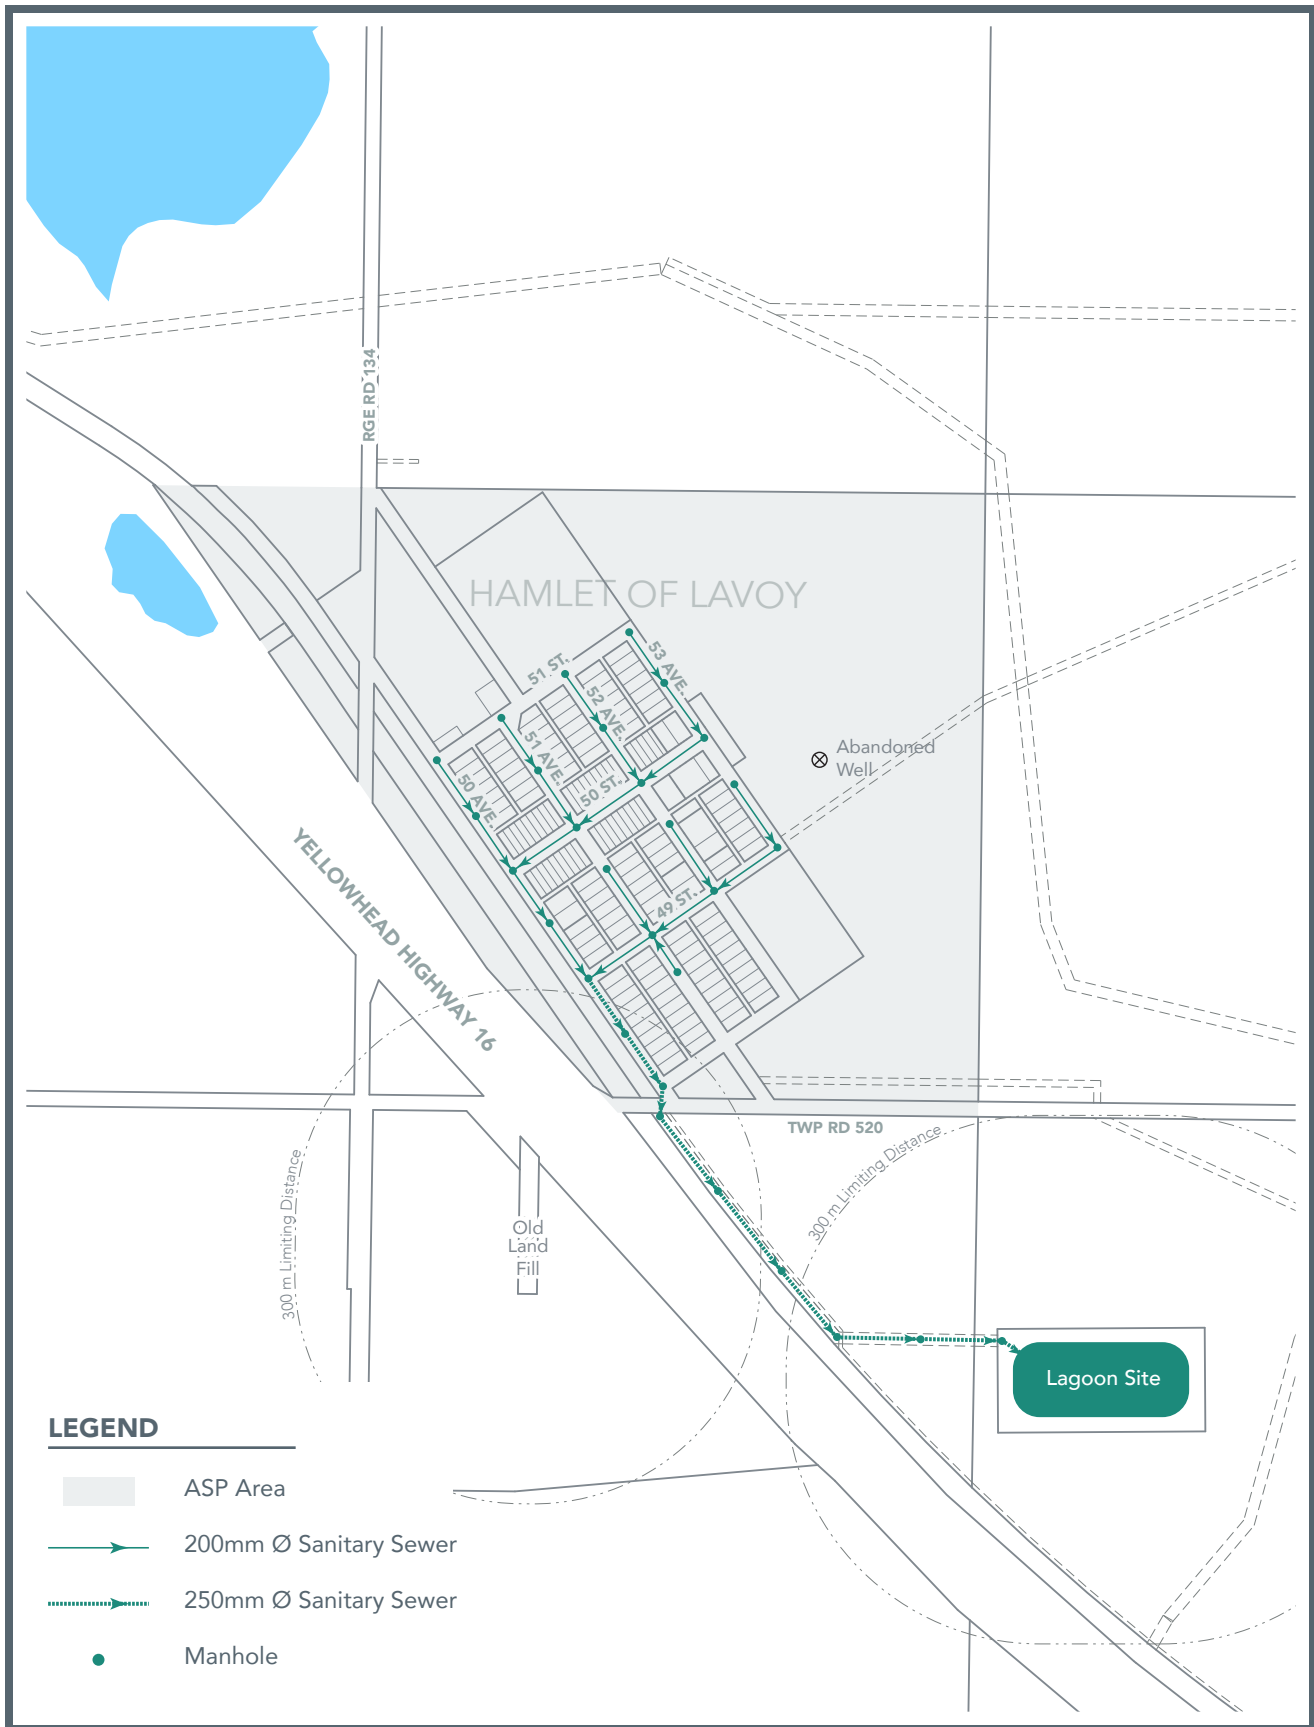 RGE RD 134
HAMLET OF LAVOY
51 ST.
53 AVE.
52 AVE.
51 AVE.
50 ST.
50 AVE.
Abandoned
Well
YELLOWHEAD HIGHWAY 16
49 ST.
TWP RD 520
300 m Limiting Distance
300 m Limiting Distance
Old
Land
Fill
Lagoon Site
LEGEND
ASP Area
200mm Ø Sanitary Sewer
250mm Ø Sanitary Sewer
Manhole